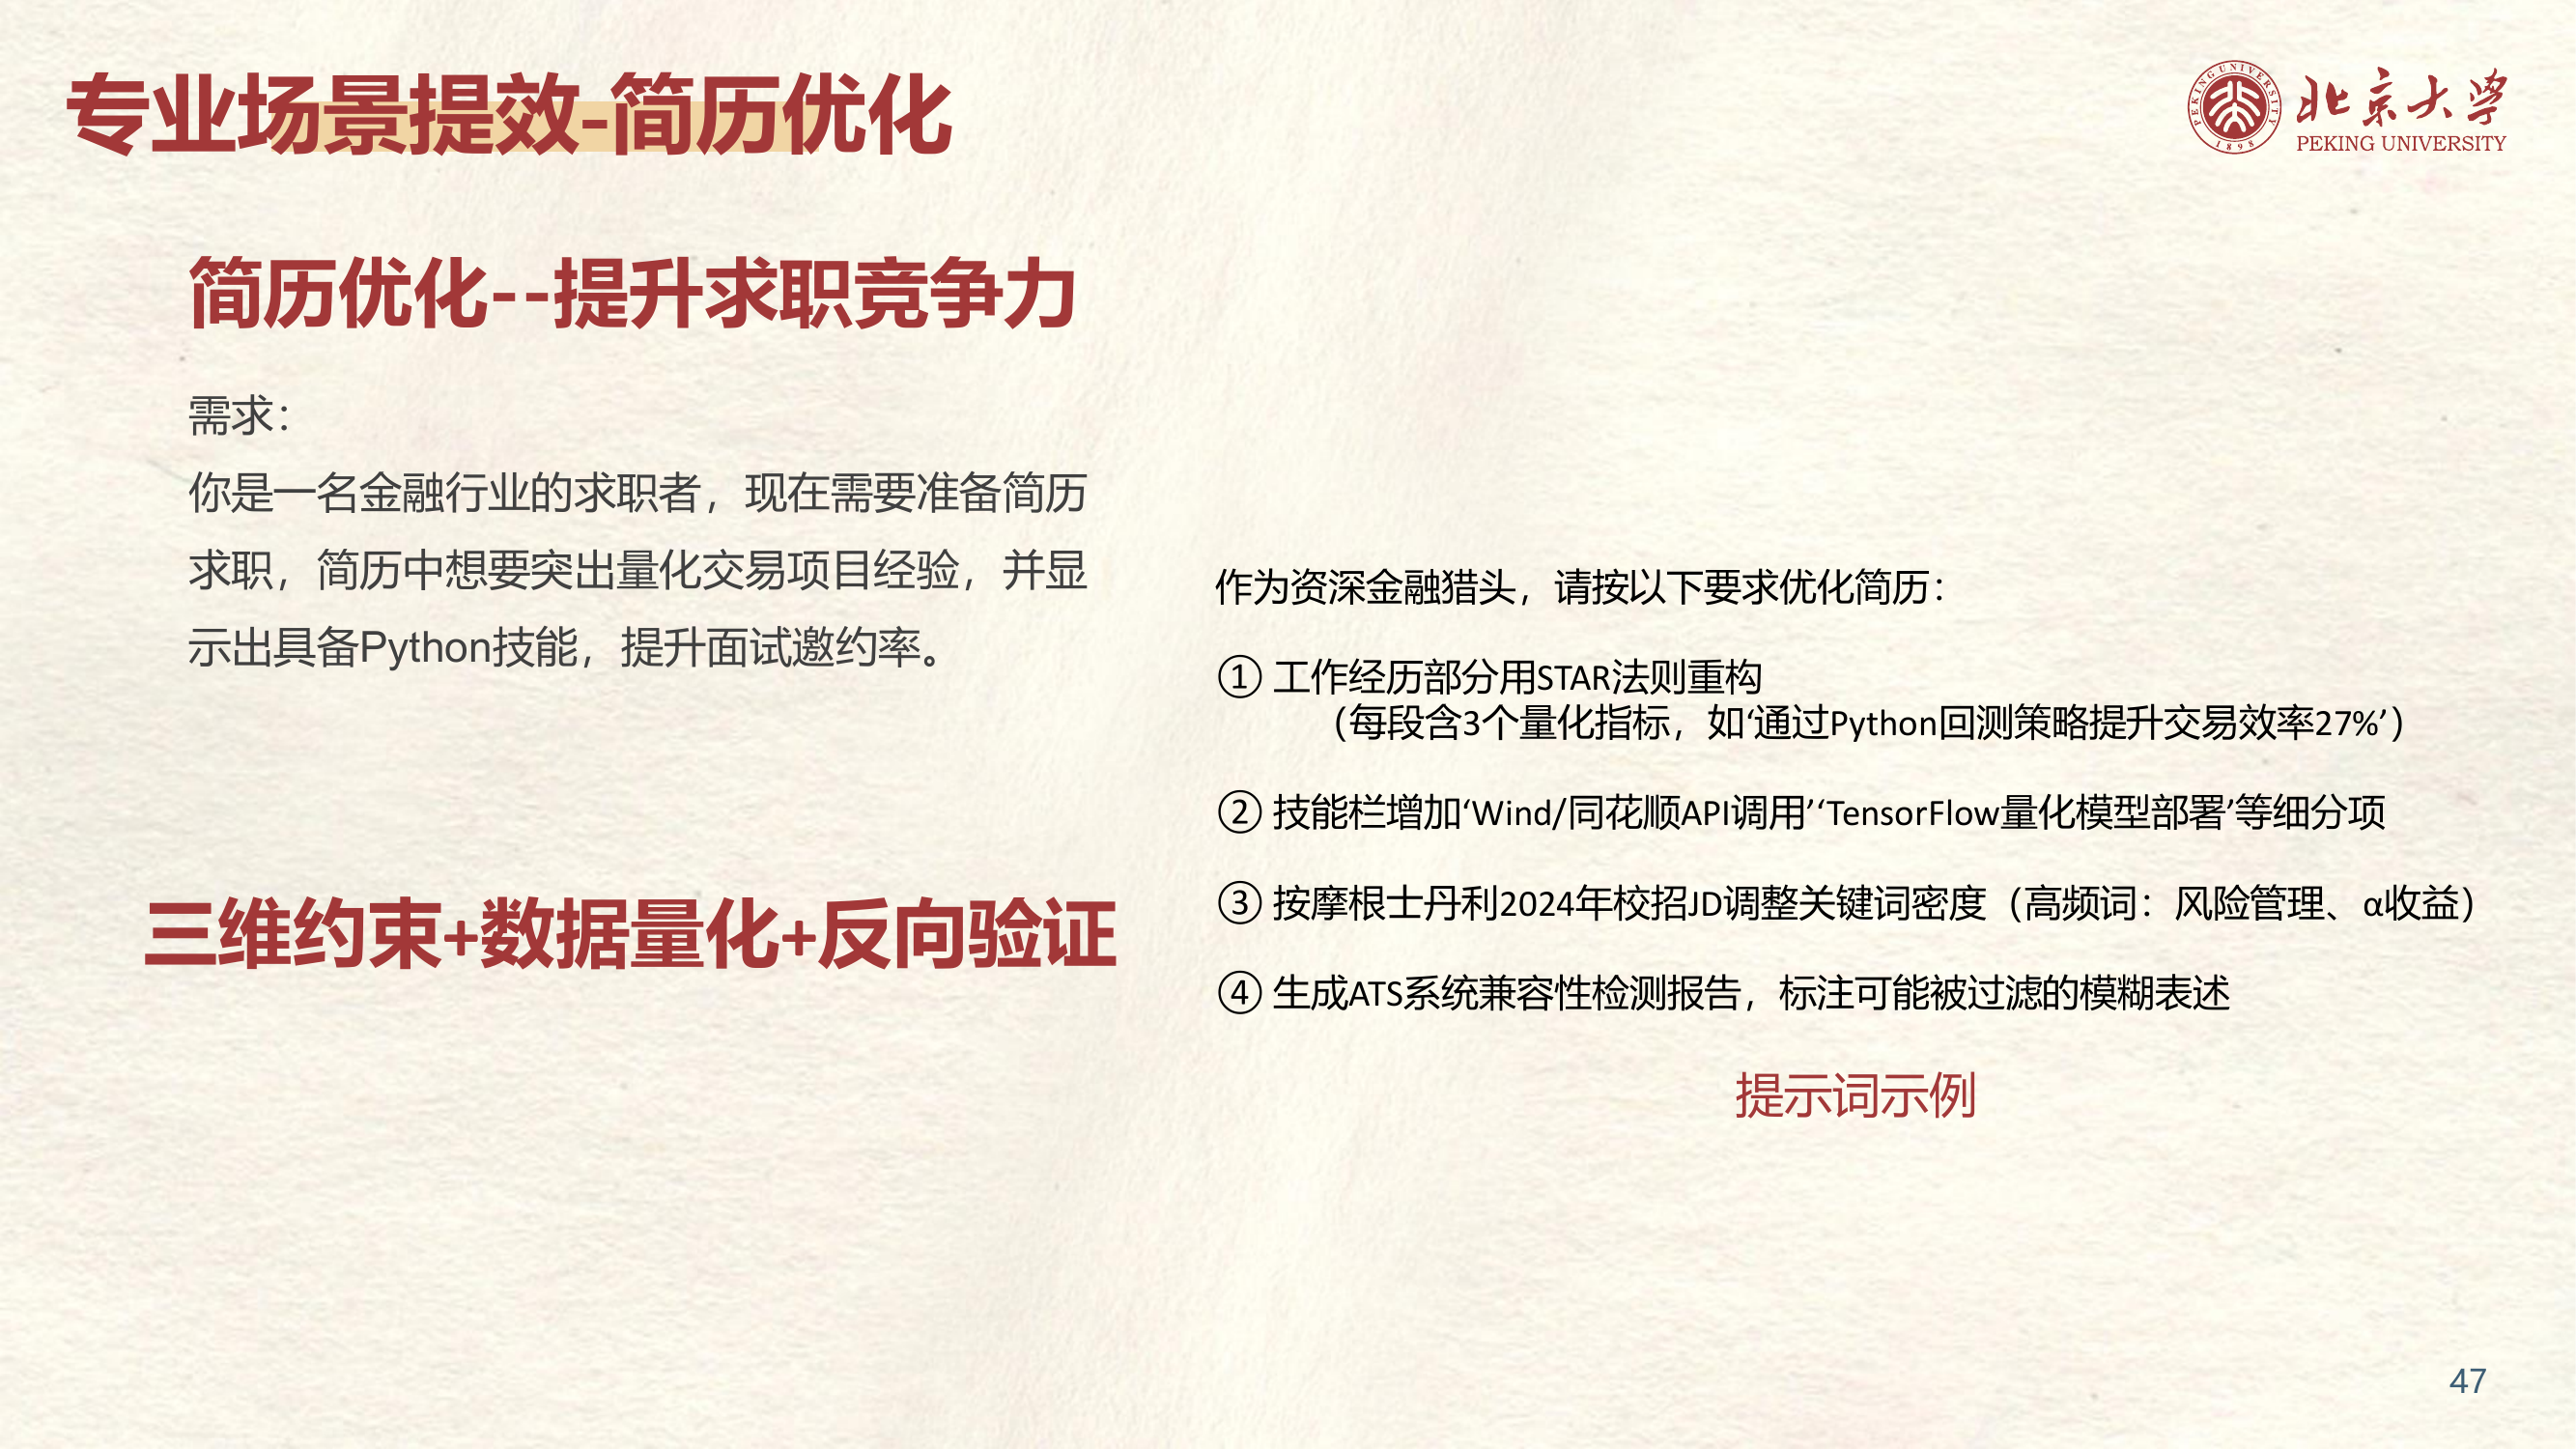 专业场景提效-简历优化
北京大学
PEKING UNIVERSITY
PEKING UNIVERSITY
1898
简历优化--提升求职竞争力
需求：
你是一名金融行业的求职者，现在需要准备简历
求职，简历中想要突出量化交易项目经验，并显
示出具备Python技能，提升面试邀约率。
三维约束+数据量化+反向验证
作为资深金融猎头，请按以下要求优化简历：
① 工作经历部分用STAR法则重构
（每段含3个量化指标，如‘通过Python回测策略提升交易效率27%’）
② 技能栏增加‘Wind/同花顺API调用’‘TensorFlow量化模型部署’等细分项
③ 按摩根士丹利2024年校招JD调整关键词密度（高频词：风险管理、α收益）
④ 生成ATS系统兼容性检测报告，标注可能被过滤的模糊表述
提示词示例
47